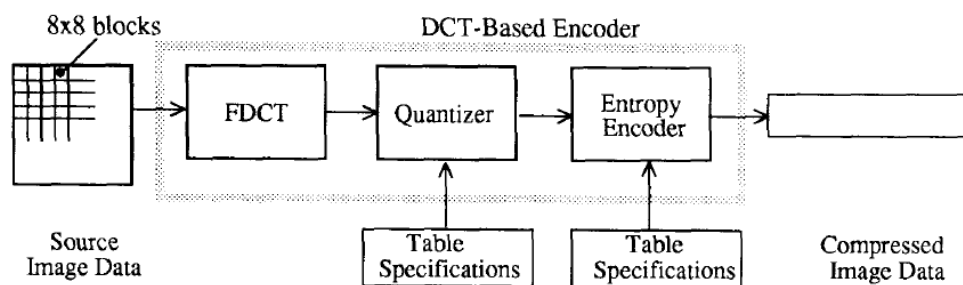 8x8 blocks
DCT-Based Encoder
FDCT
Quantizer
Entropy
Encoder
Source
Image Data
Table
Specifications
Table
Specifications
Compressed
Image Data